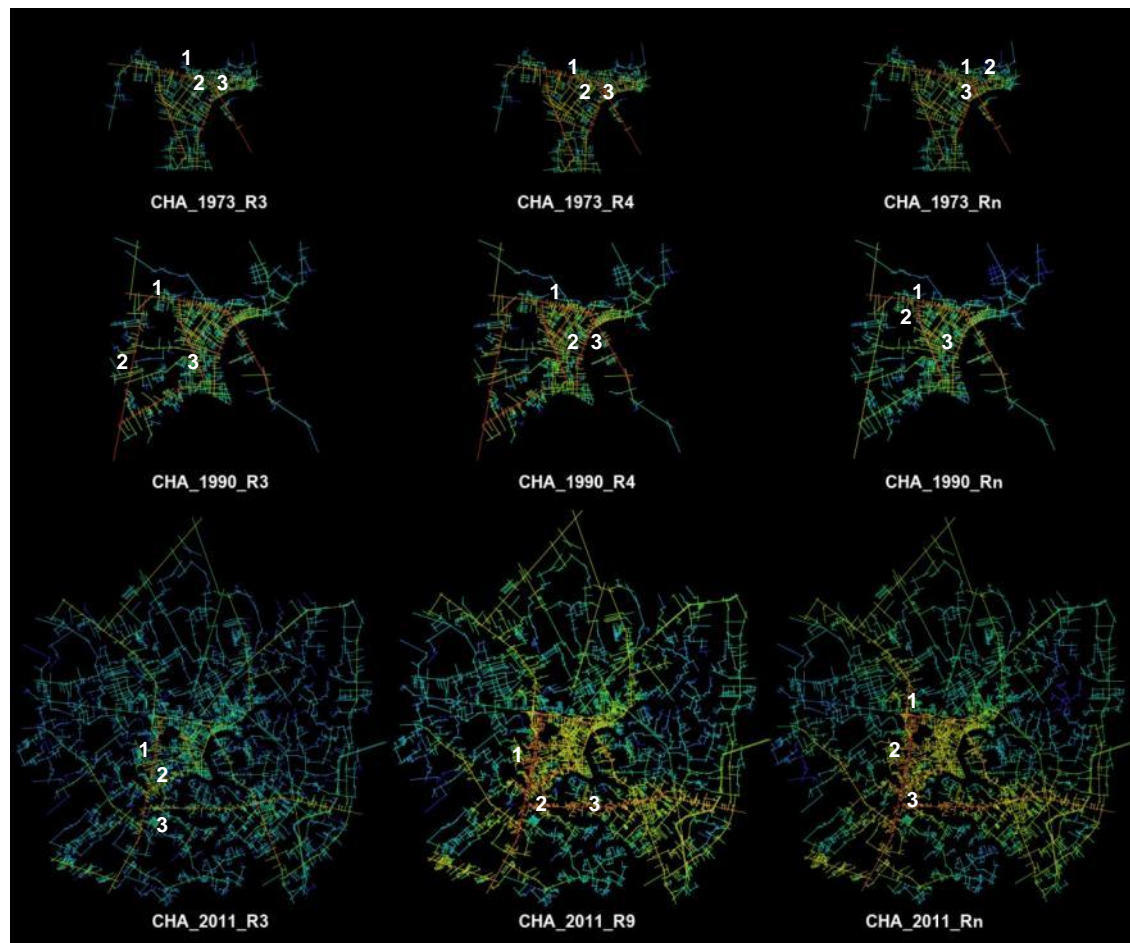 1 1 1 2
2 3 2 3 3
CHA_1973_R3 CHA_1973_R4 CHA_1973_Rn
1 1 1
2
2 3 2 3 3
CHA_1990_R3 CHA_1990_R4 CHA_1990_Rn
1
1 1 2
2
2 3 3
3
CHA_2011_R3 CHA_2011_R9 CHA_2011_Rn